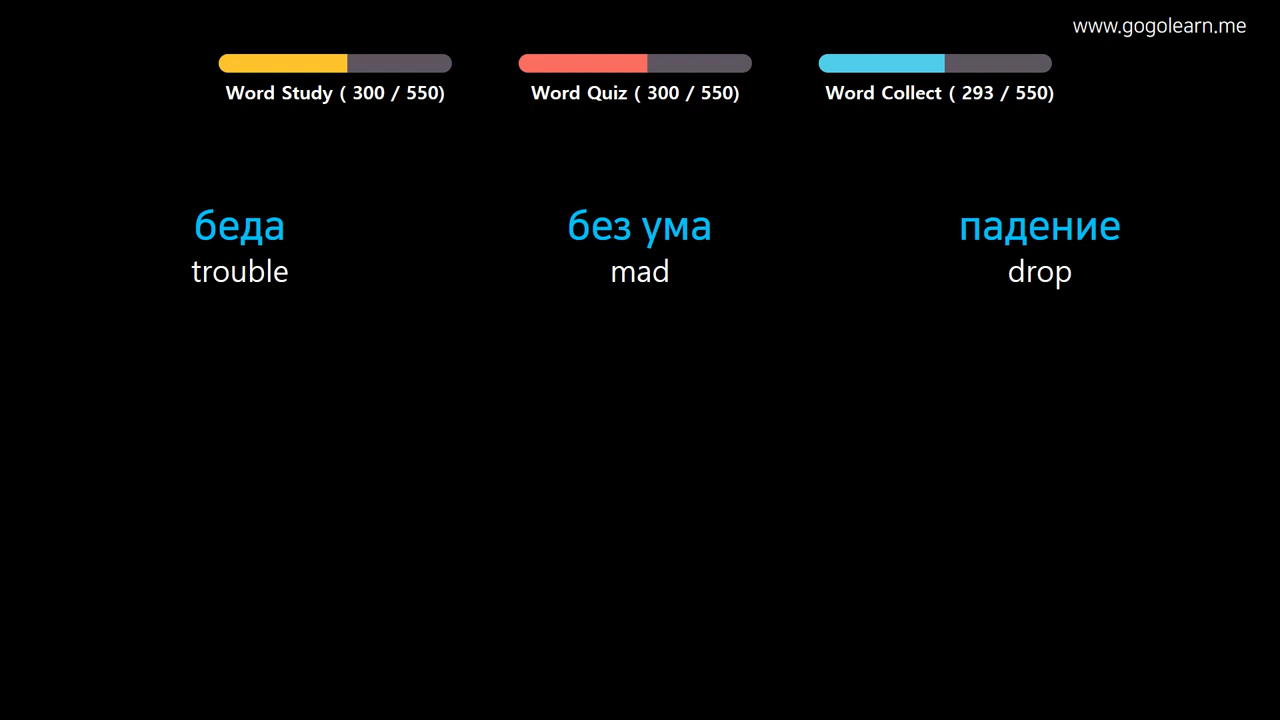 www.gogolearn.me
Word Study ( 300 / 550)
Word Quiz ( 300 / 550)
Word Collect ( 293 / 550)
беда
trouble
без ума
mad
падение
drop